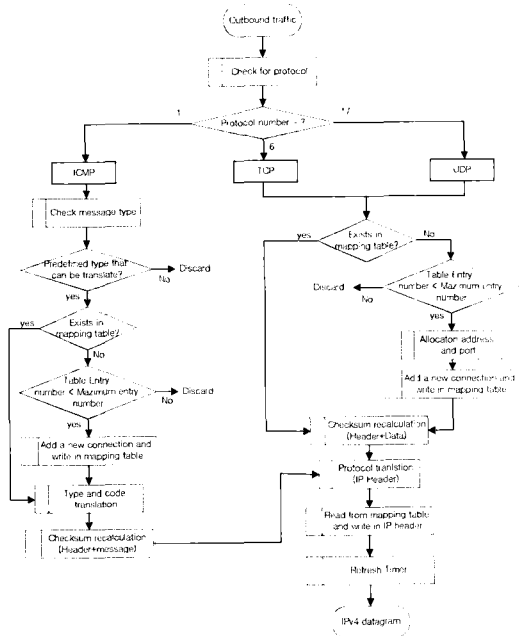 Outbound traffic
Check for protocol
Protocol number = ?
1
17
6
ICMP
TCP
UDP
Check message type
Predefined type that
can be translate?
No
Discard
yes
Exists in
mapping table?
yes
No
Table Entry
number < Maximum entry
number
No
Discard
yes
Add a new connection and
write in mapping table
Type and code
translation
Checksum recalculation
(Header+message)
yes
Exists in
mapping table?
No
Discard
No
Table Entry
number < Maximum entry
number
yes
Allocation address
and port
Add a new connection and
write in mapping table
Checksum recalculation
(Header+Data)
Protocol tranlstion
(IP Header)
Read from mapping table
and write in IP header
Refresh Timer
IPv4 datagram